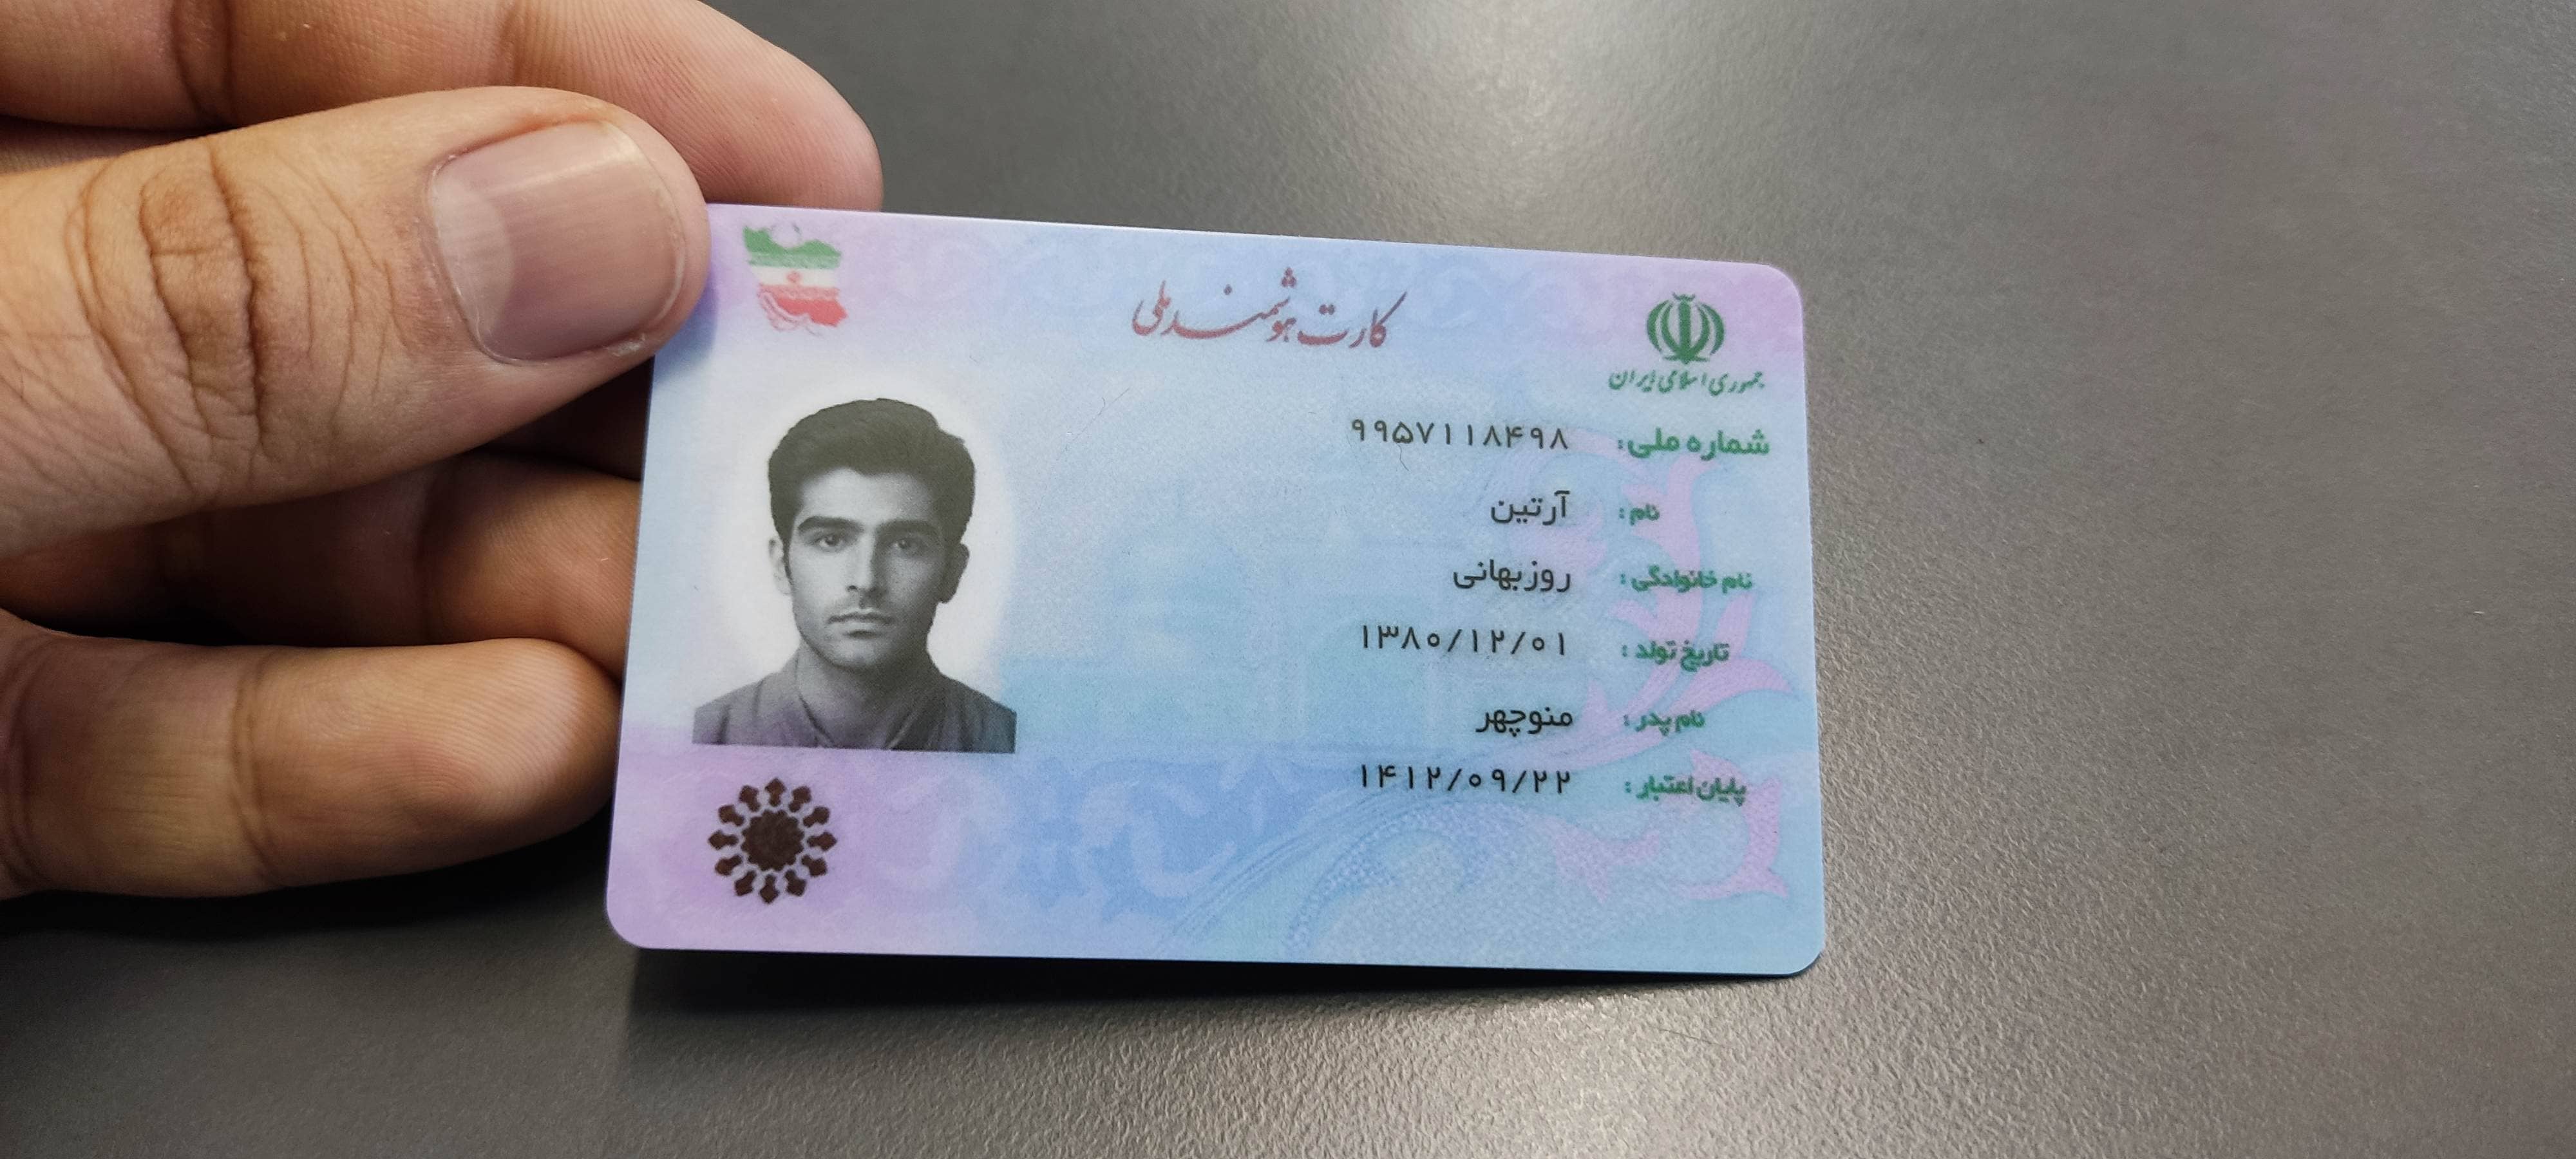 کارت هوشمند ملی
جمهوری اسلامی ایران
شماره ملی: ۹۹۵۷۱۱۸۴۹۸
نام: آرتین
نام خانوادگی: روزبهانی
تاریخ تولد: ۱۳۸۰/۱۲/۰۱
نام پدر: منوچهر
پایان اعتبار: ۱۴۱۲/۰۹/۲۲